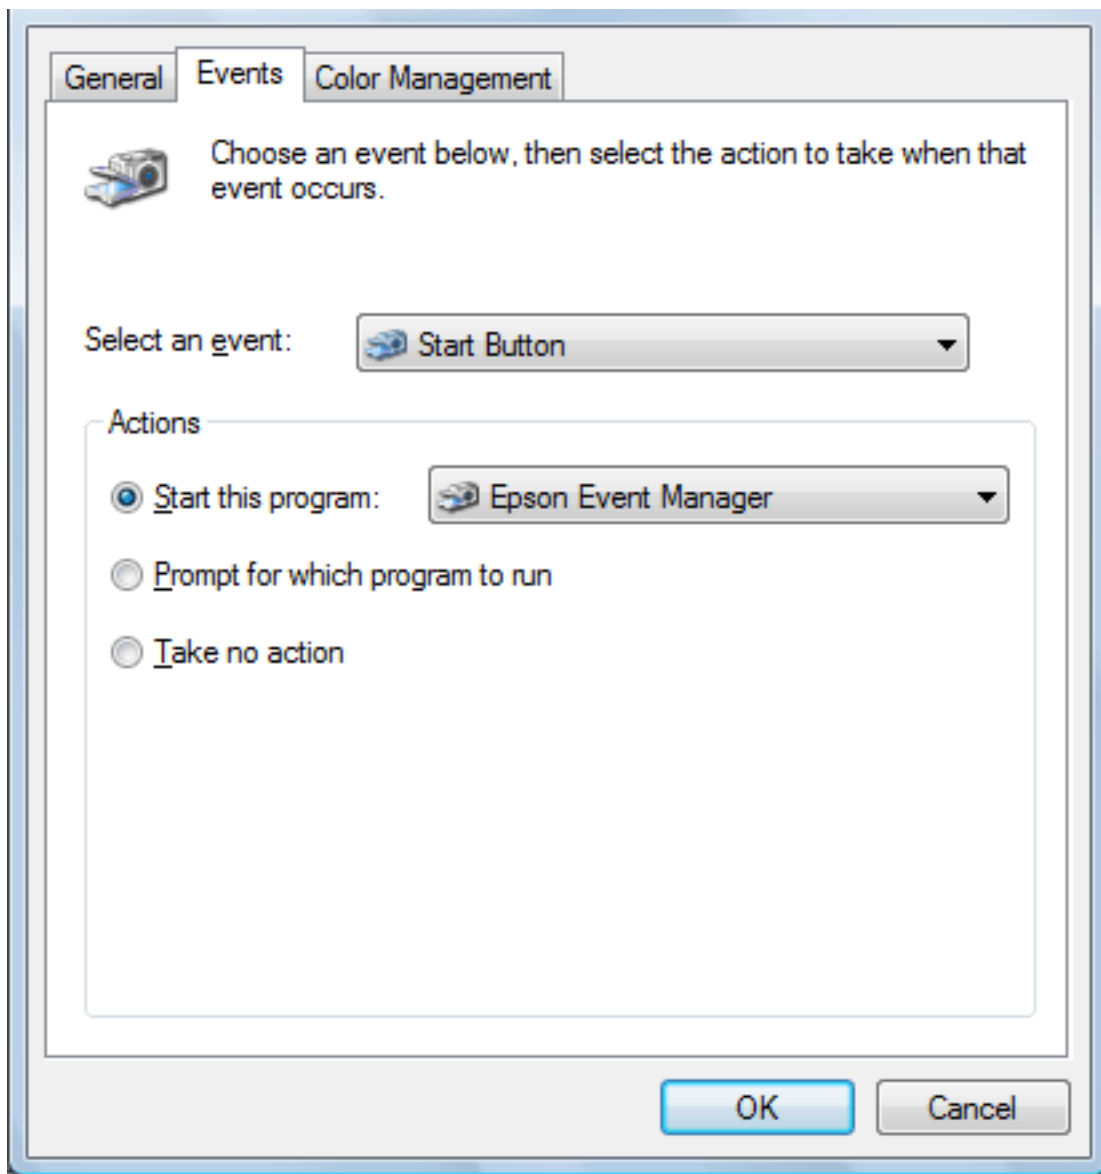 General Events Color Management
Choose an event below, then select the action to take when that
event occurs.
Select an event: Start Button
Actions
Start this program: Epson Event Manager
Prompt for which program to run
Take no action
OK Cancel